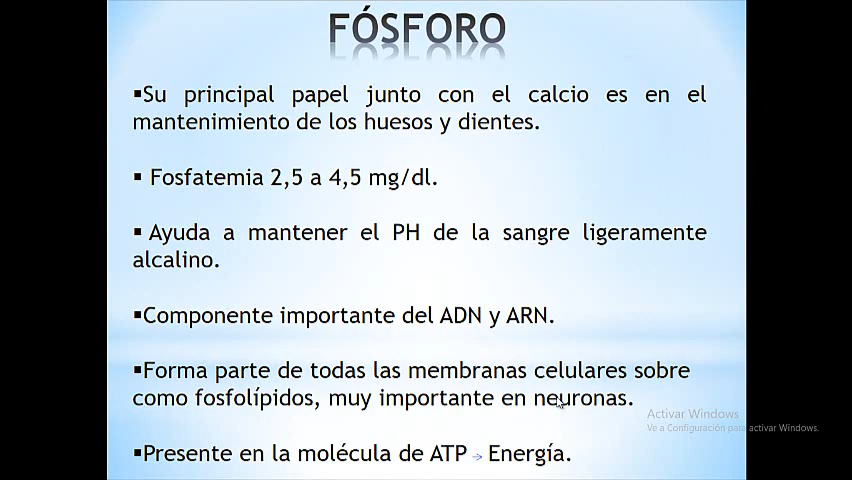 FÓSFORO
▪Su principal papel junto con el calcio es en el
mantenimiento de los huesos y dientes.
▪ Fosfatemia 2,5 a 4,5 mg/dl.
▪ Ayuda a mantener el PH de la sangre ligeramente
alcalino.
▪Componente importante del ADN y ARN.
▪Forma parte de todas las membranas celulares sobre
como fosfolípidos, muy importante en neuronas.
Activar Windows
Ve a Configuración para activar Windows.
▪Presente en la molécula de ATP → Energía.